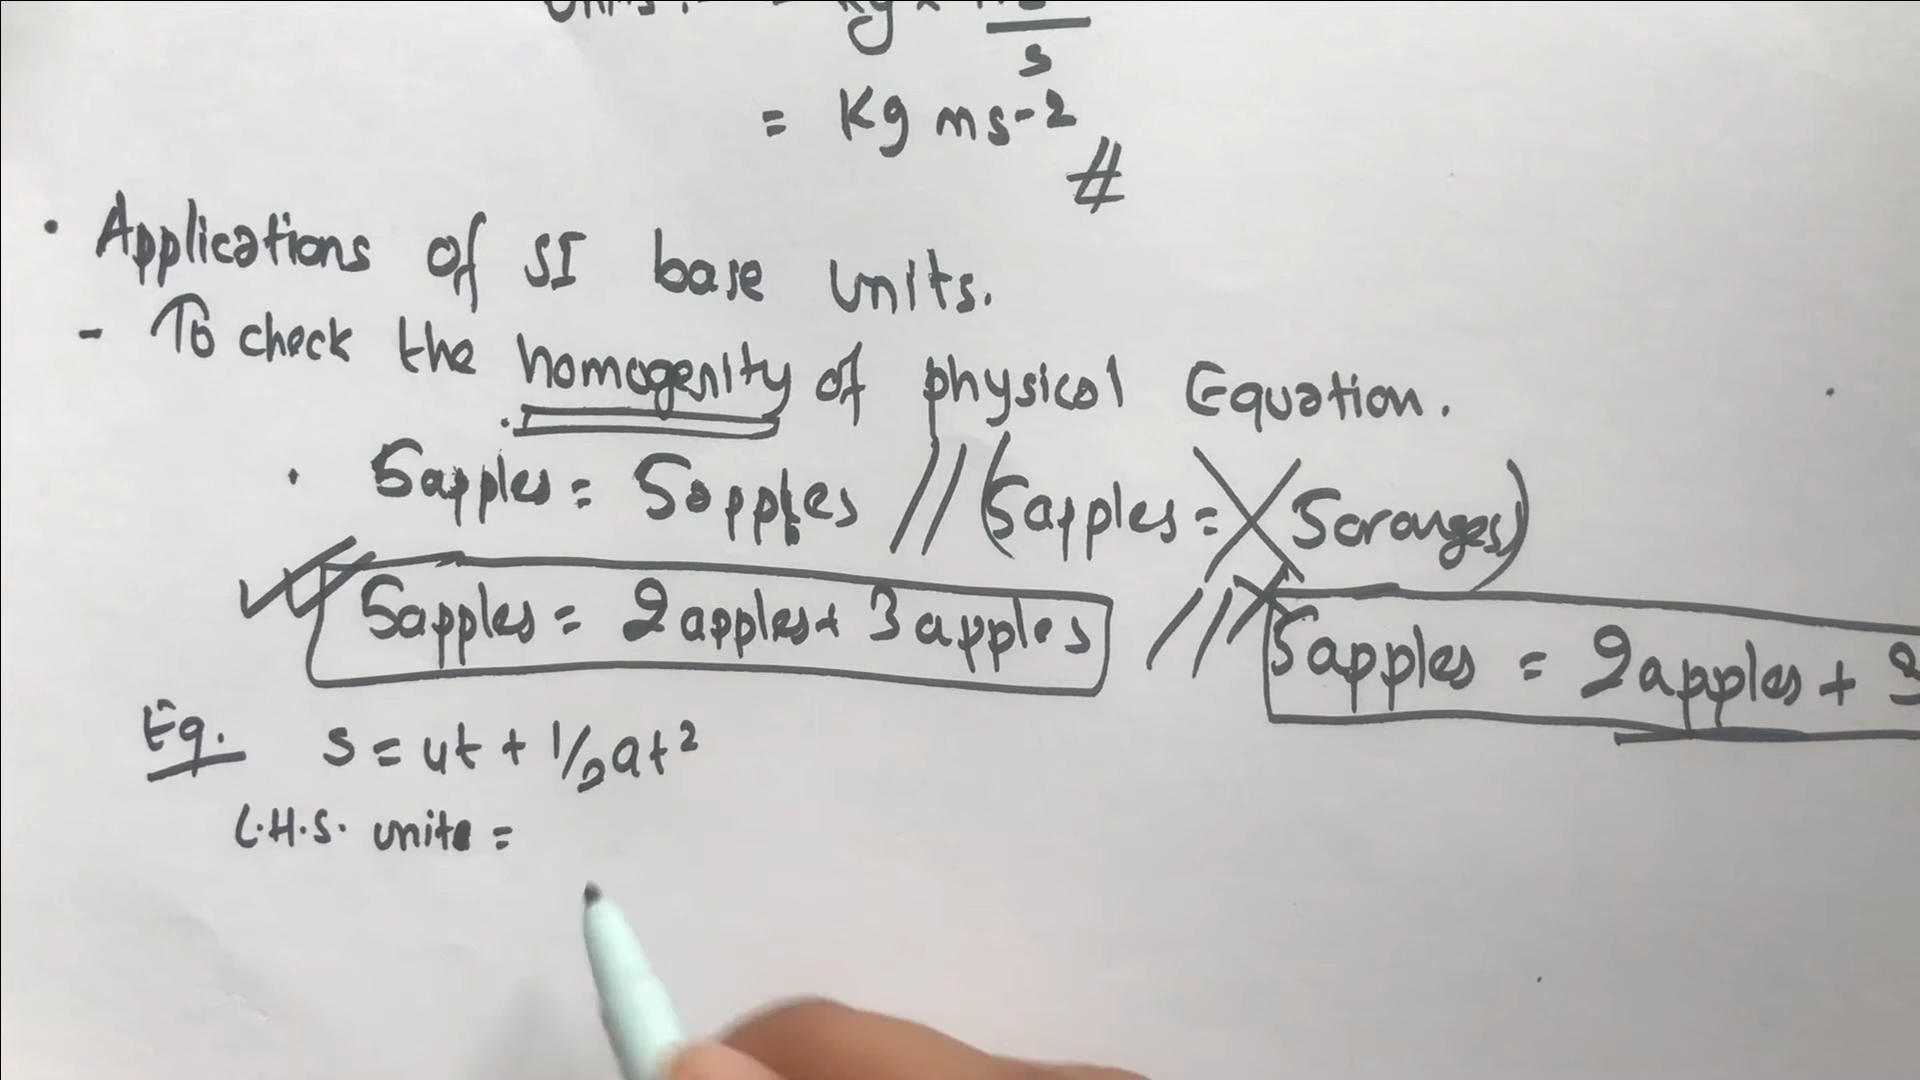 s
= Kg ms-2
• Applications of SI base units.
- To check the homogenity of physical Equation.
• 5apples = 5apples // (5apples = 5oranges)
5apples = 2apples + 3apples // 5apples = 2apples + 3
Eg. s = ut + 1/2at²
L.H.S. units =